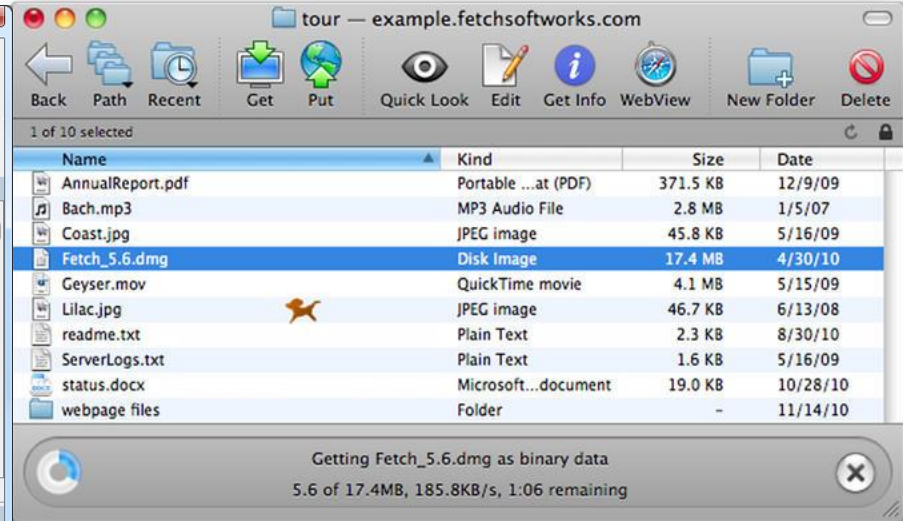 tour — example.fetchsoftworks.com
Back Path Recent Get Put Quick Look Edit Get Info WebView New Folder Delete
1 of 10 selected
Name Kind Size Date
AnnualReport.pdf Portable ...at (PDF) 371.5 KB 12/9/09
Bach.mp3 MP3 Audio File 2.8 MB 1/5/07
Coast.jpg JPEG image 45.8 KB 5/16/09
Fetch_5.6.dmg Disk Image 17.4 MB 4/30/10
Geyser.mov QuickTime movie 4.1 MB 5/15/09
Lilac.jpg JPEG image 46.7 KB 6/13/08
readme.txt Plain Text 2.3 KB 8/30/10
ServerLogs.txt Plain Text 1.6 KB 5/16/09
status.docx Microsoft...document 19.0 KB 10/28/10
webpage files Folder – 11/14/10
Getting Fetch_5.6.dmg as binary data
5.6 of 17.4MB, 185.8KB/s, 1:06 remaining